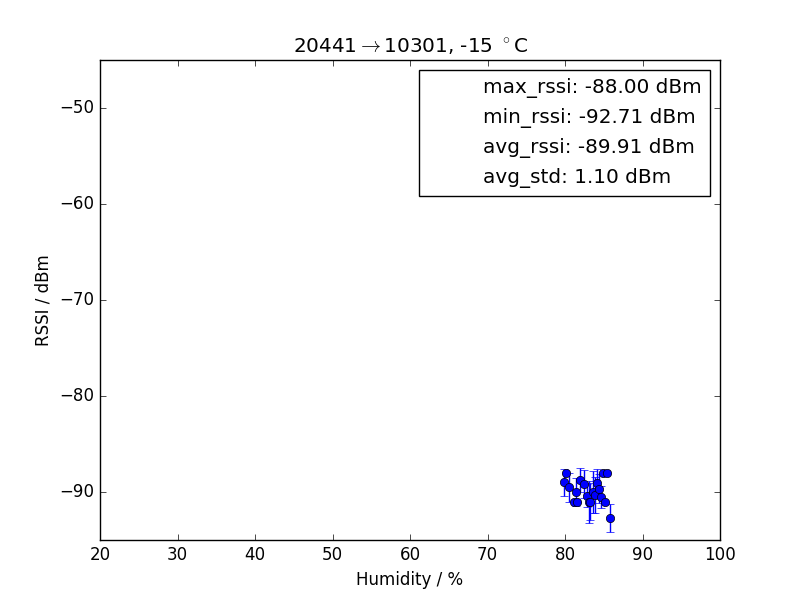 20441→10301, -15 °C
max_rssi: -88.00 dBm
min_rssi: -92.71 dBm
avg_rssi: -89.91 dBm
avg_std: 1.10 dBm
RSSI / dBm
−50
−60
−70
−80
−90
20 30 40 50 60 70 80 90 100
Humidity / %